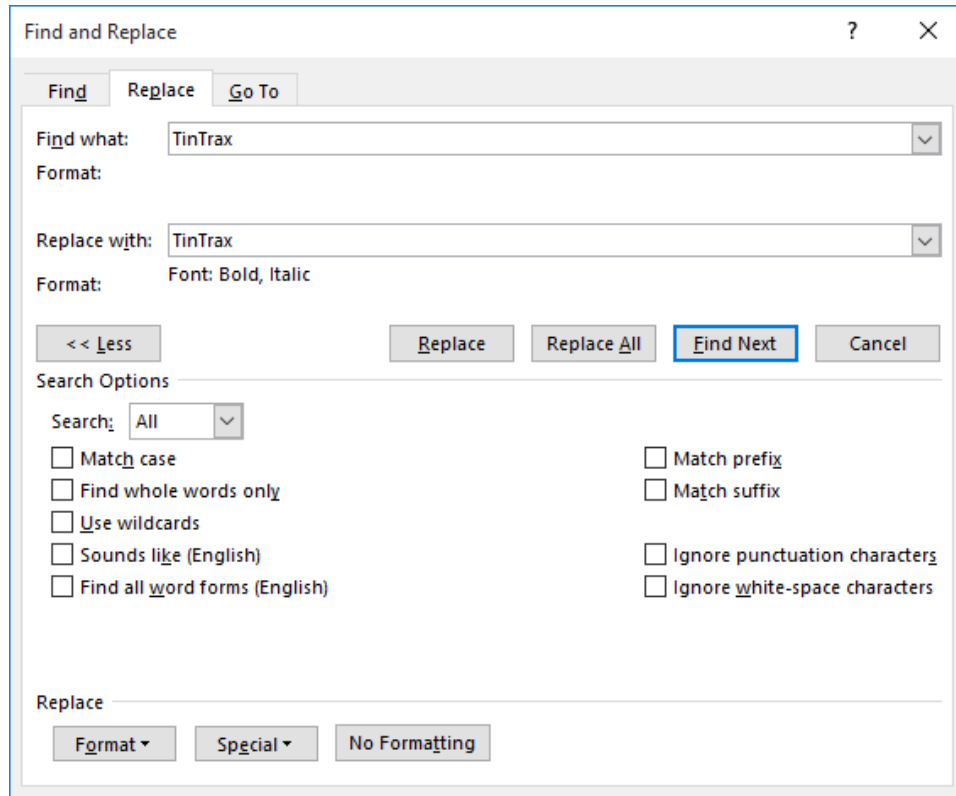 Find and Replace ?
Find Replace Go To
Find what: TinTrax
Format:
Replace with: TinTrax
Format: Font: Bold, Italic
<< Less Replace Replace All Find Next Cancel
Search Options
Search: All
Match case Match prefix
Find whole words only Match suffix
Use wildcards
Sounds like (English) Ignore punctuation characters
Find all word forms (English) Ignore white-space characters
Replace
Format Special No Formatting